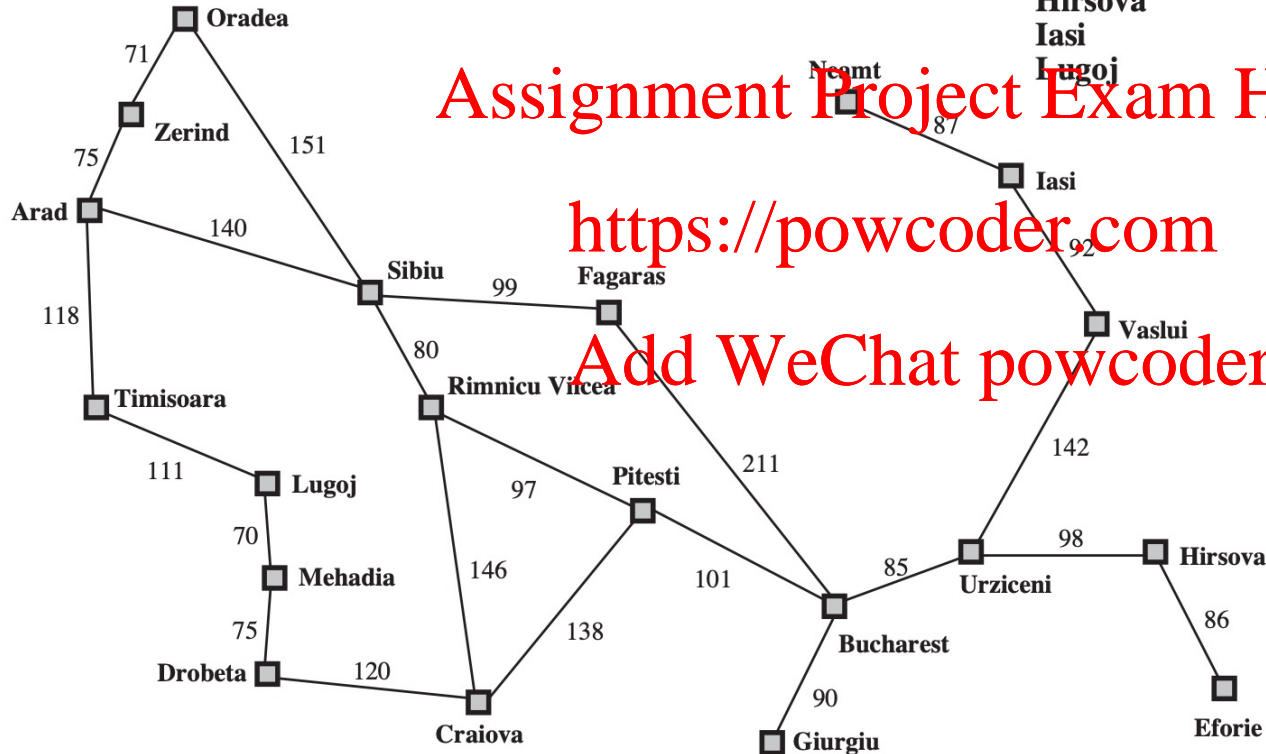 Hirsova
Oradea
Iasi
71
Neamt
Lugoj
Assignment Project Exam H
87
Zerind
151
75
Iasi
Arad
140
https://powcoder.com
92
Sibiu
Fagaras
99
118
Vaslui
80
Add WeChat powcoder
Rimnicu Vilcea
Timisoara
142
211
111
Pitesti
97
Lugoj
70
98
Hirsova
146
101
85
Mehadia
Urziceni
75
138
86
Bucharest
Drobeta
120
90
Eforie
Craiova
Giurgiu